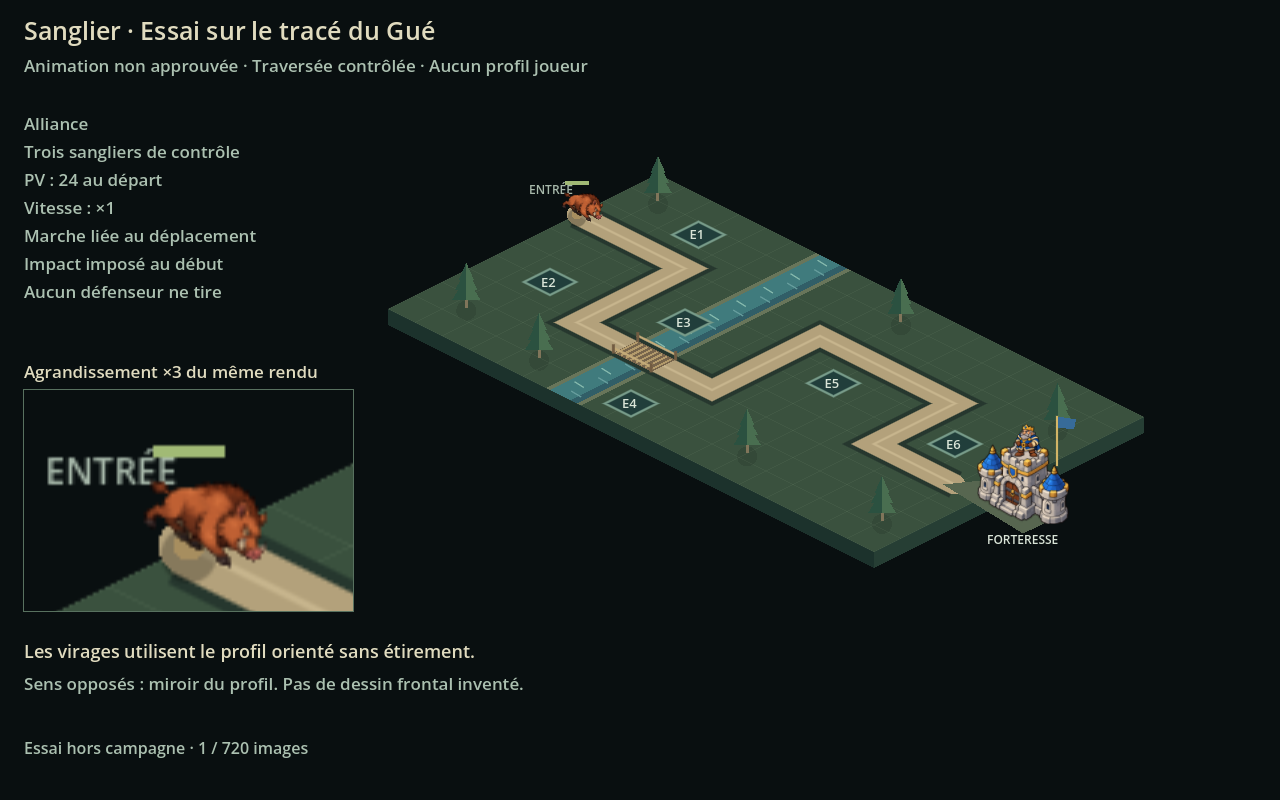 Sanglier · Essai sur le tracé du Gué
Animation non approuvée · Traversée contrôlée · Aucun profil joueur
Alliance
Trois sangliers de contrôle
PV : 24 au départ
Vitesse : ×1
Marche liée au déplacement
Impact imposé au début
Aucun défenseur ne tire
ENTRÉE
E1
E2
E3
E4
E5
E6
FORTERESSE
Agrandissement ×3 du même rendu
ENTRÉE
Les virages utilisent le profil orienté sans étirement.
Sens opposés : miroir du profil. Pas de dessin frontal inventé.
Essai hors campagne · 1 / 720 images